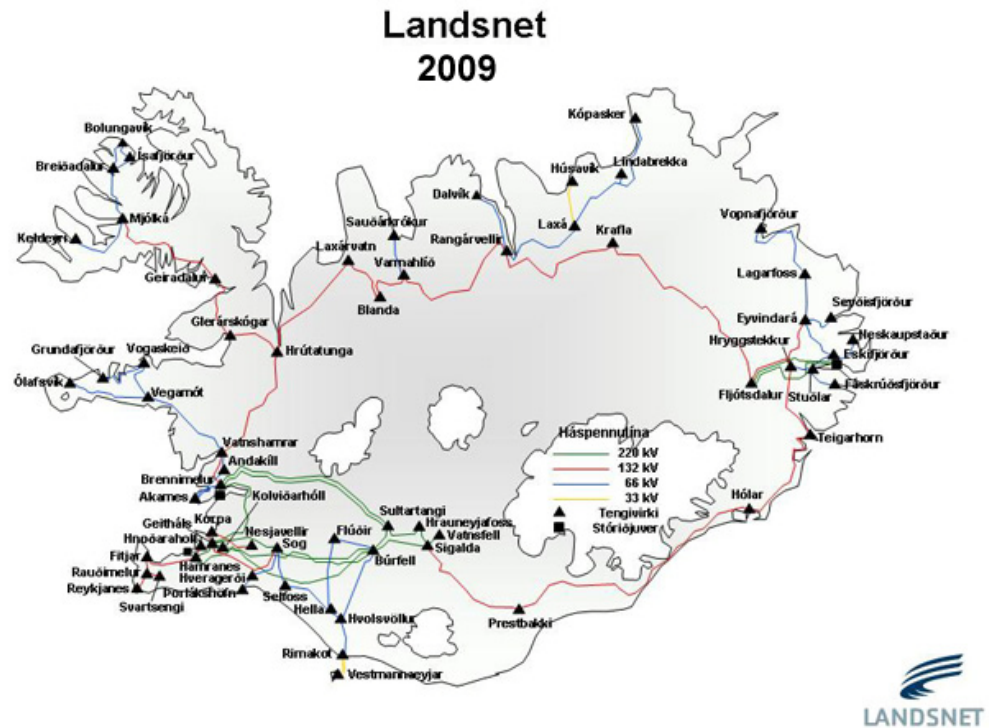 Landsnet
2009
Kópasker
Bolungavík
Ísafjörður
Breiðadalur
Húsavík
Lindabrekka
Dalvík
Mjólká
Keldeyri
Sauðárkrókur
Laxá
Krafla
Vopnafjörður
Laxárvatn
Rangárvellir
Varmahlíð
Geiradalur
Lagarfoss
Blanda
Seyðisfjörður
Glerárskógar
Eyvindará
Hryggstekkur
Neskaupstaður
Grundafjörður
Vogaskeið
Hrútatunga
Eskifjörður
Ólafsvík
Vegamót
Fljótsdalur
Stuðlar
Fáskrúðsfjörður
Vatnshamrar
Háspennulína
Teigarhorn
Andakíll
220 kV
132 kV
Brennimelur
66 kV
Akarnes
Kolviðarhóll
33 kV
Hólar
Tengivirki
Sultartangi
Stóriðjuver
Geitháls
Korpa
Nesjavellir
Flúðir
Hrauneyjafoss
Vatnsfell
Sog
Sigalda
Fitjar
Hamranes
Búrfell
Rauðimelur
Hveragerði
Reykjanes
Þorlákshöfn
Selfoss
Svartsengi
Hella
Hvolsvöllur
Prestbakki
Rimakot
Vestmannaeyjar
LANDSNET